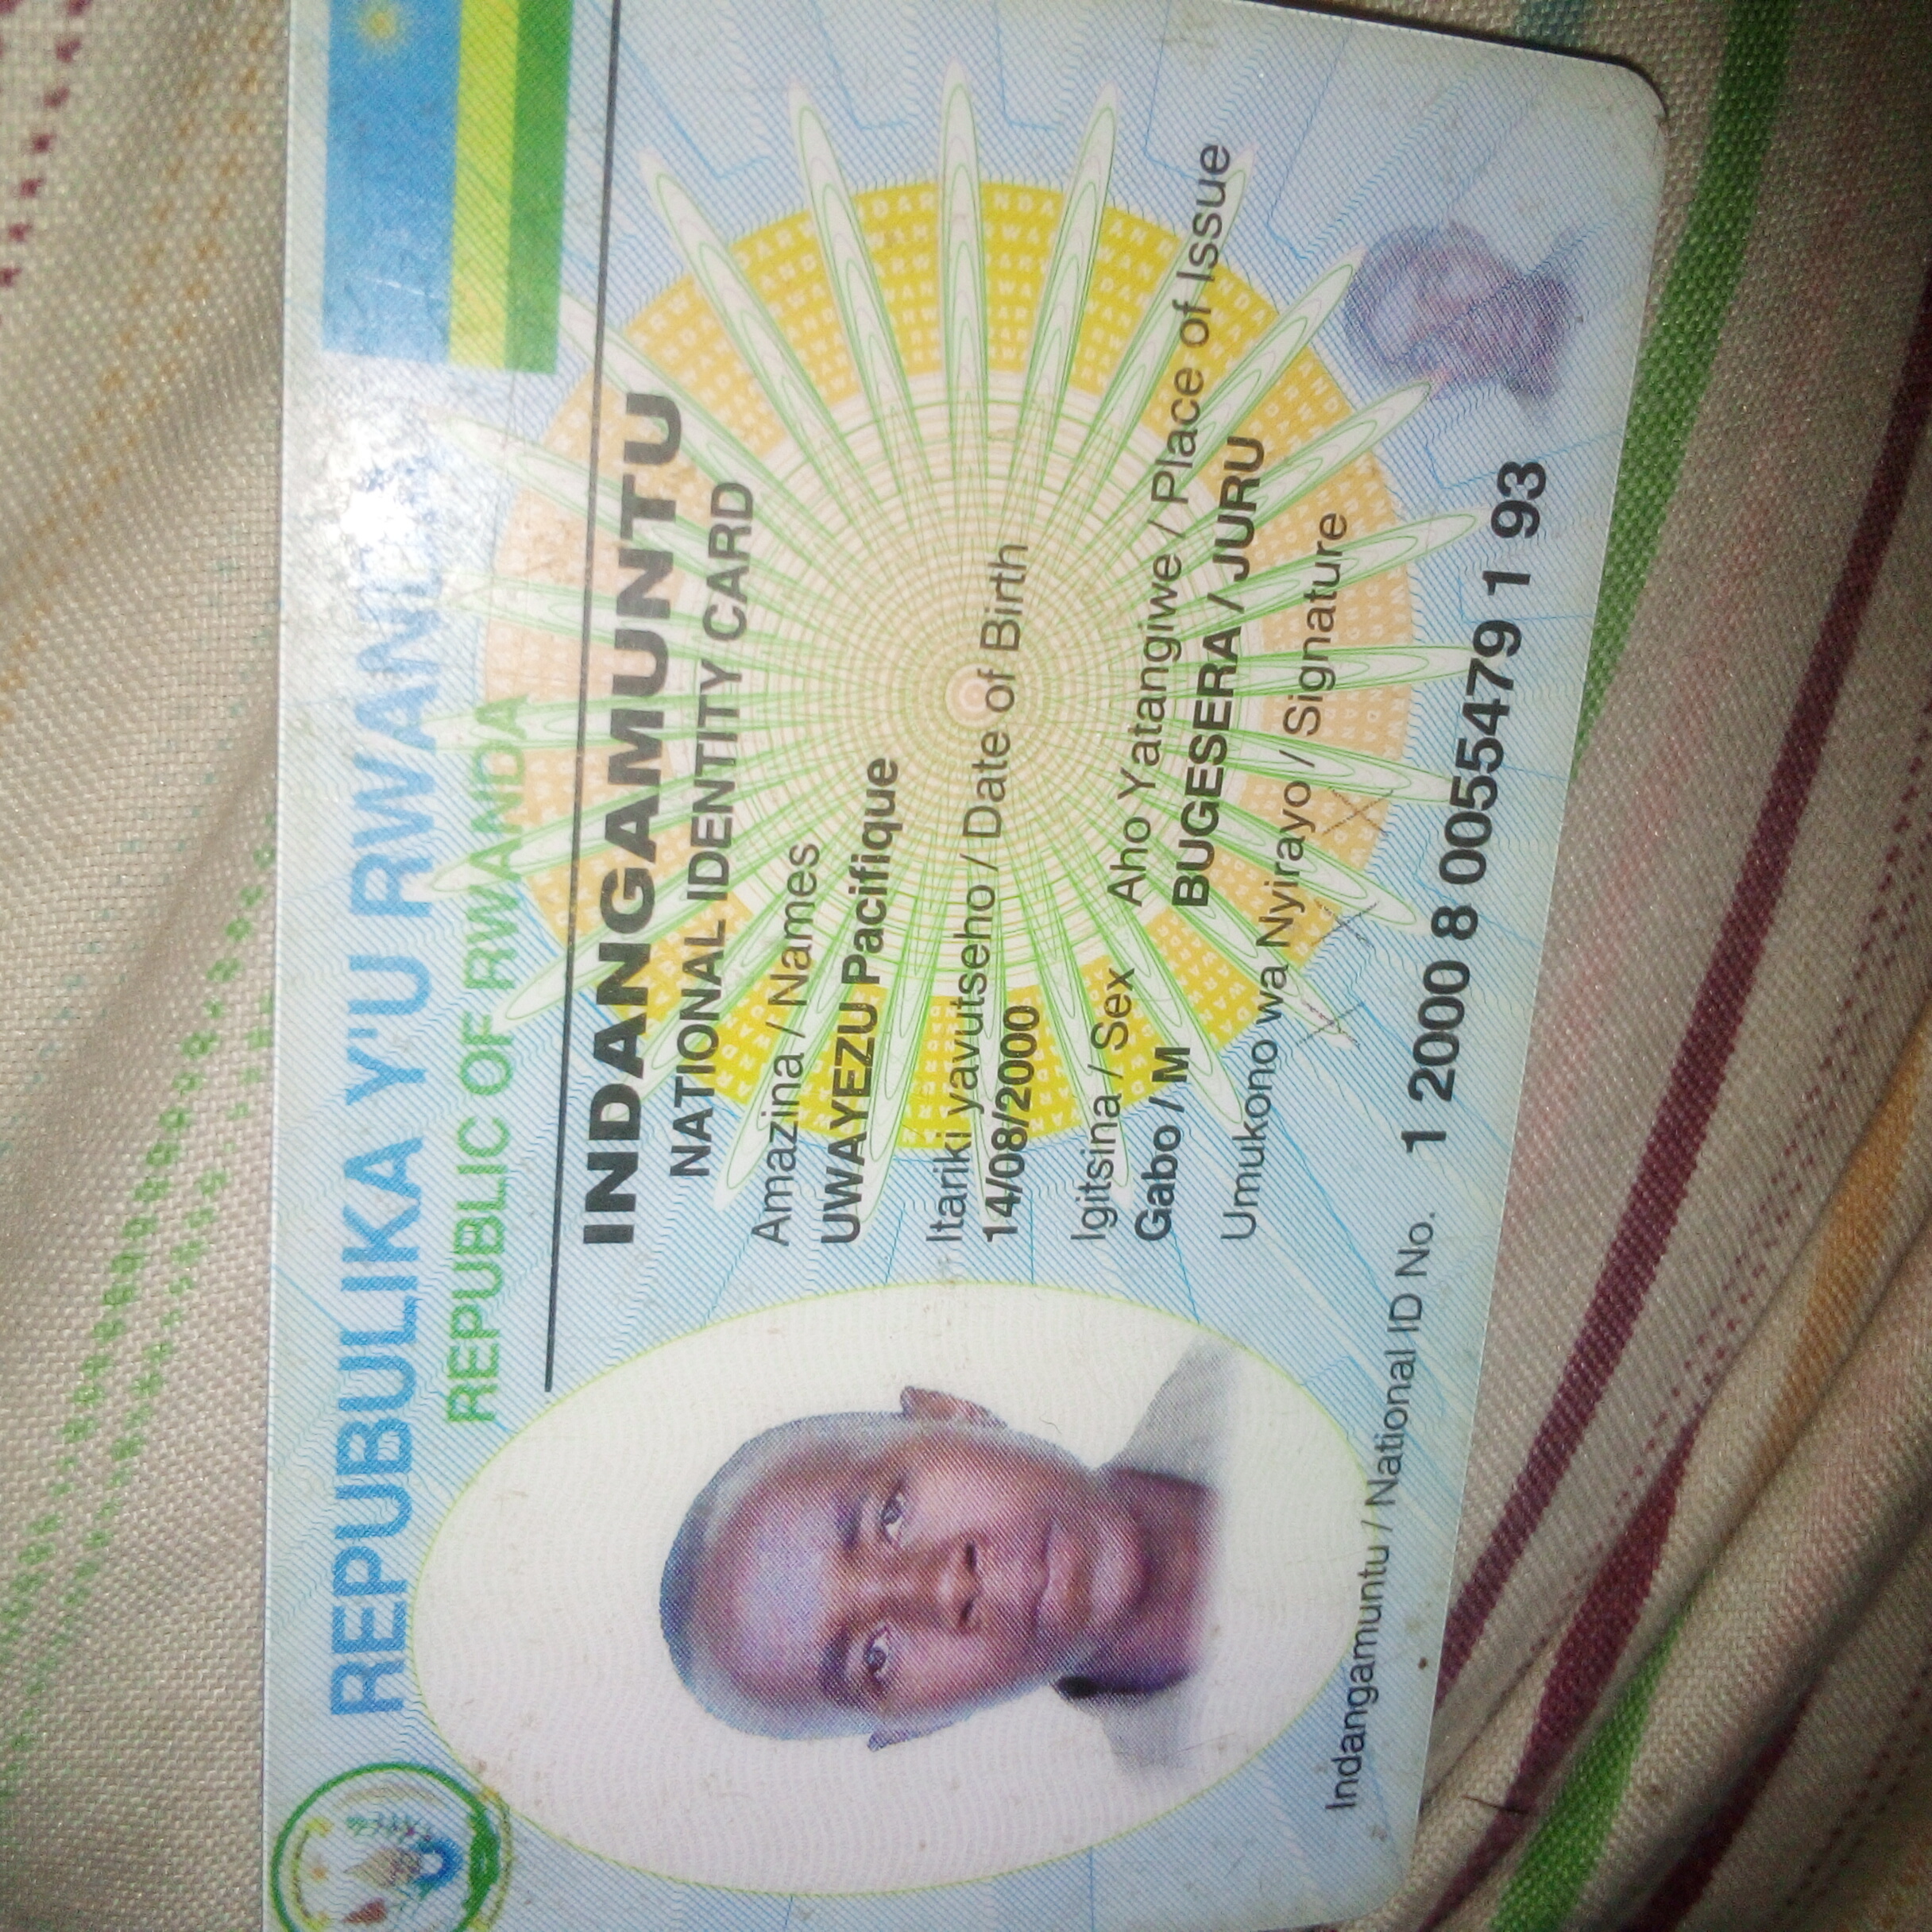 REPUBULIKA Y'U RWANDA
REPUBLIC OF RWANDA
INDANGAMUNTU
NATIONAL IDENTITY CARD
Amazina / Names
UWAYEZU Pacifique
Itariki yavutseho / Date of Birth
14/08/2000
Igitsina / Sex Aho Yatangiwe / Place of Issue
Gabo / M BUGESERA / JURU
Umukono wa Nyirayo / Signature
Indangamuntu / National ID No. 1 2000 8 0055479 1 93